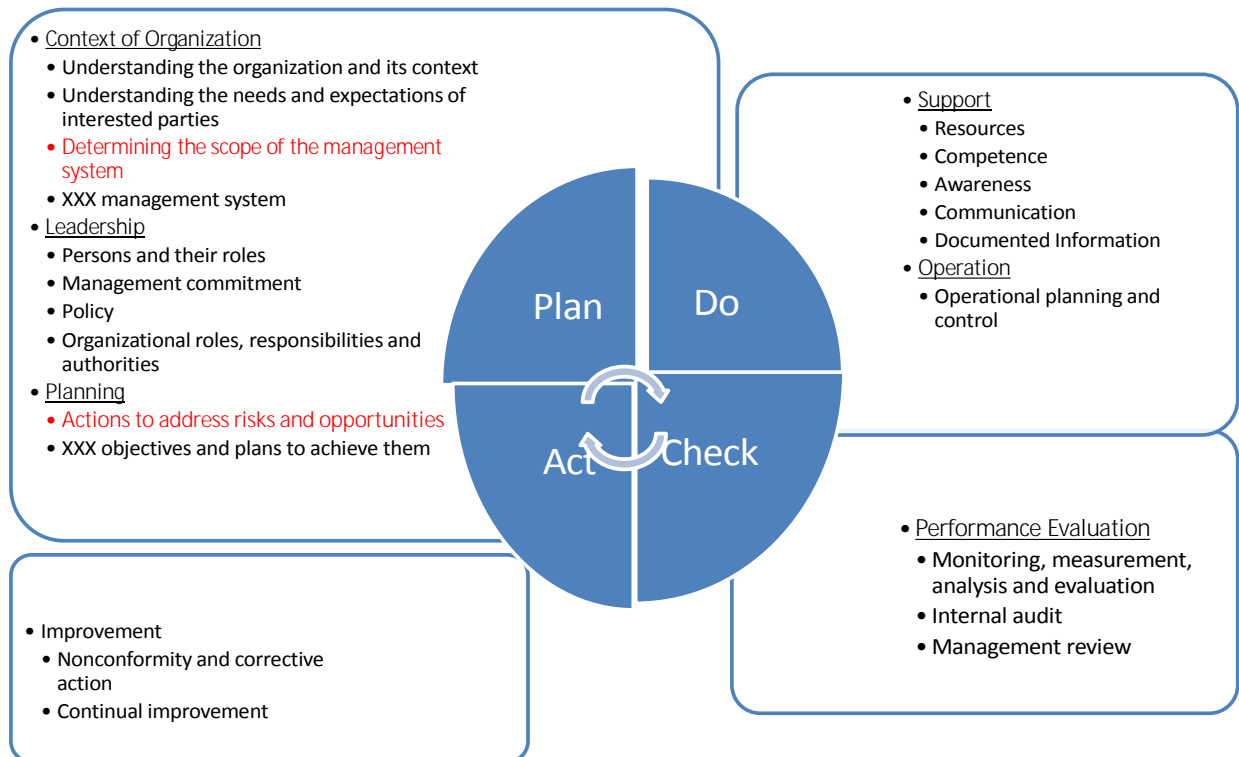 • Context of Organization
• Understanding the organization and its context
• Understanding the needs and expectations of
interested parties
• Determining the scope of the management
system
• XXX management system
• Leadership
• Persons and their roles
• Management commitment
• Policy
• Organizational roles, responsibilities and
authorities
• Planning
• Actions to address risks and opportunities
• XXX objectives and plans to achieve them
• Support
• Resources
• Competence
• Awareness
• Communication
• Documented Information
• Operation
• Operational planning and
control
Plan
Do
Act
Check
• Improvement
• Nonconformity and corrective
action
• Continual improvement
• Performance Evaluation
• Monitoring, measurement,
analysis and evaluation
• Internal audit
• Management review